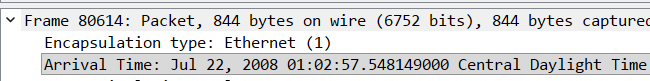 Frame 80614: Packet, 844 bytes on wire (6752 bits), 844 bytes captured
Encapsulation type: Ethernet (1)
Arrival Time: Jul 22, 2008 01:02:57.548149000 Central Daylight Time